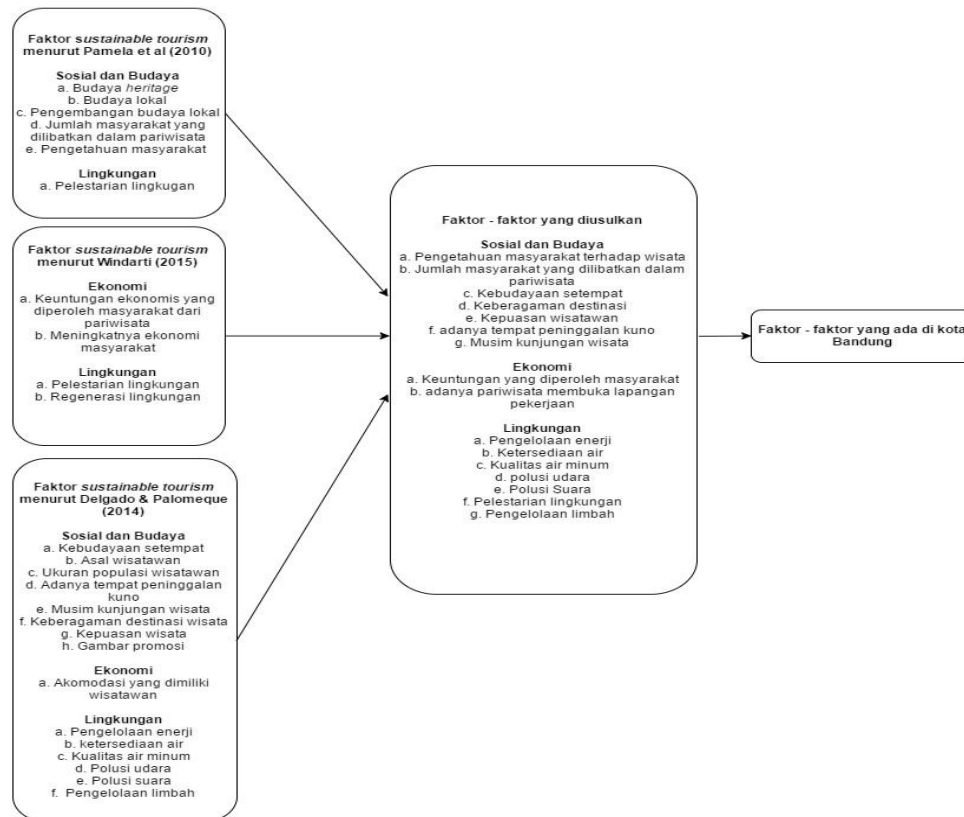 Faktor sustainable tourism
menurut Pamela et al (2010)
Sosial dan Budaya
a. Budaya heritage
b. Budaya lokal
c. Pengembangan budaya lokal
d. Jumlah masyarakat yang
dilibatkan dalam pariwisata
e. Pengetahuan masyarakat
Lingkungan
a. Pelestarian lingkugan
Faktor sustainable tourism
menurut Windarti (2015)
Ekonomi
a. Keuntungan ekonomis yang
diperoleh masyarakat dari
pariwisata
b. Meningkatnya ekonomi
masyarakat
Lingkungan
a. Pelestarian lingkungan
b. Regenerasi lingkungan
Faktor sustainable tourism
menurut Delgado & Palomeque
(2014)
Sosial dan Budaya
a. Kebudayaan setempat
b. Asal wisatawan
c. Ukuran populasi wisatawan
d. Adanya tempat peninggalan
kuno
e. Musim kunjungan wisata
f. Keberagaman destinasi wisata
g. Kepuasan wisata
h. Gambar promosi
Ekonomi
a. Akomodasi yang dimiliki
wisatawan
Lingkungan
a. Pengelolaan enerji
b. ketersediaan air
c. Kualitas air minum
d. Polusi udara
e. Polusi suara
f. Pengelolaan limbah
Faktor - faktor yang diusulkan
Sosial dan Budaya
a. Pengetahuan masyarakat terhadap wisata
b. Jumlah masyarakat yang dilibatkan dalam
pariwisata
c. Kebudayaan setempat
d. Keberagaman destinasi
e. Kepuasan wisatawan
f. adanya tempat peninggalan kuno
g. Musim kunjungan wisata
Ekonomi
a. Keuntungan yang diperoleh masyarakat
b. adanya pariwisata membuka lapangan
pekerjaan
Lingkungan
a. Pengelolaan enerji
b. Ketersediaan air
c. Kualitas air minum
d. polusi udara
e. Polusi Suara
f. Pelestarian lingkungan
g. Pengelolaan limbah
Faktor - faktor yang ada di kota
Bandung